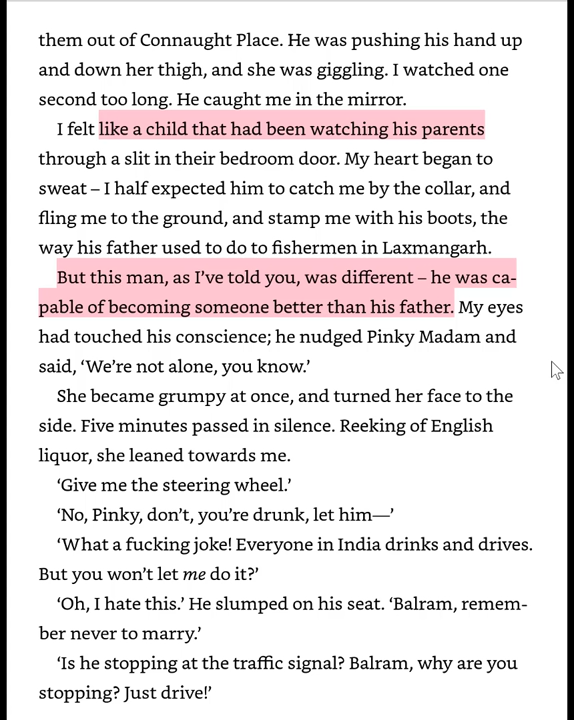 them out of Connaught Place. He was pushing his hand up
and down her thigh, and she was giggling. I watched one
second too long. He caught me in the mirror.
I felt like a child that had been watching his parents
through a slit in their bedroom door. My heart began to
sweat – I half expected him to catch me by the collar, and
fling me to the ground, and stamp me with his boots, the
way his father used to do to fishermen in Laxmangarh.
But this man, as I’ve told you, was different – he was ca-
pable of becoming someone better than his father. My eyes
had touched his conscience; he nudged Pinky Madam and
said, ‘We’re not alone, you know.’
She became grumpy at once, and turned her face to the
side. Five minutes passed in silence. Reeking of English
liquor, she leaned towards me.
‘Give me the steering wheel.’
‘No, Pinky, don’t, you’re drunk, let him—’
‘What a fucking joke! Everyone in India drinks and drives.
But you won’t let me do it?’
‘Oh, I hate this.’ He slumped on his seat. ‘Balram, remem-
ber never to marry.’
‘Is he stopping at the traffic signal? Balram, why are you
stopping? Just drive!’